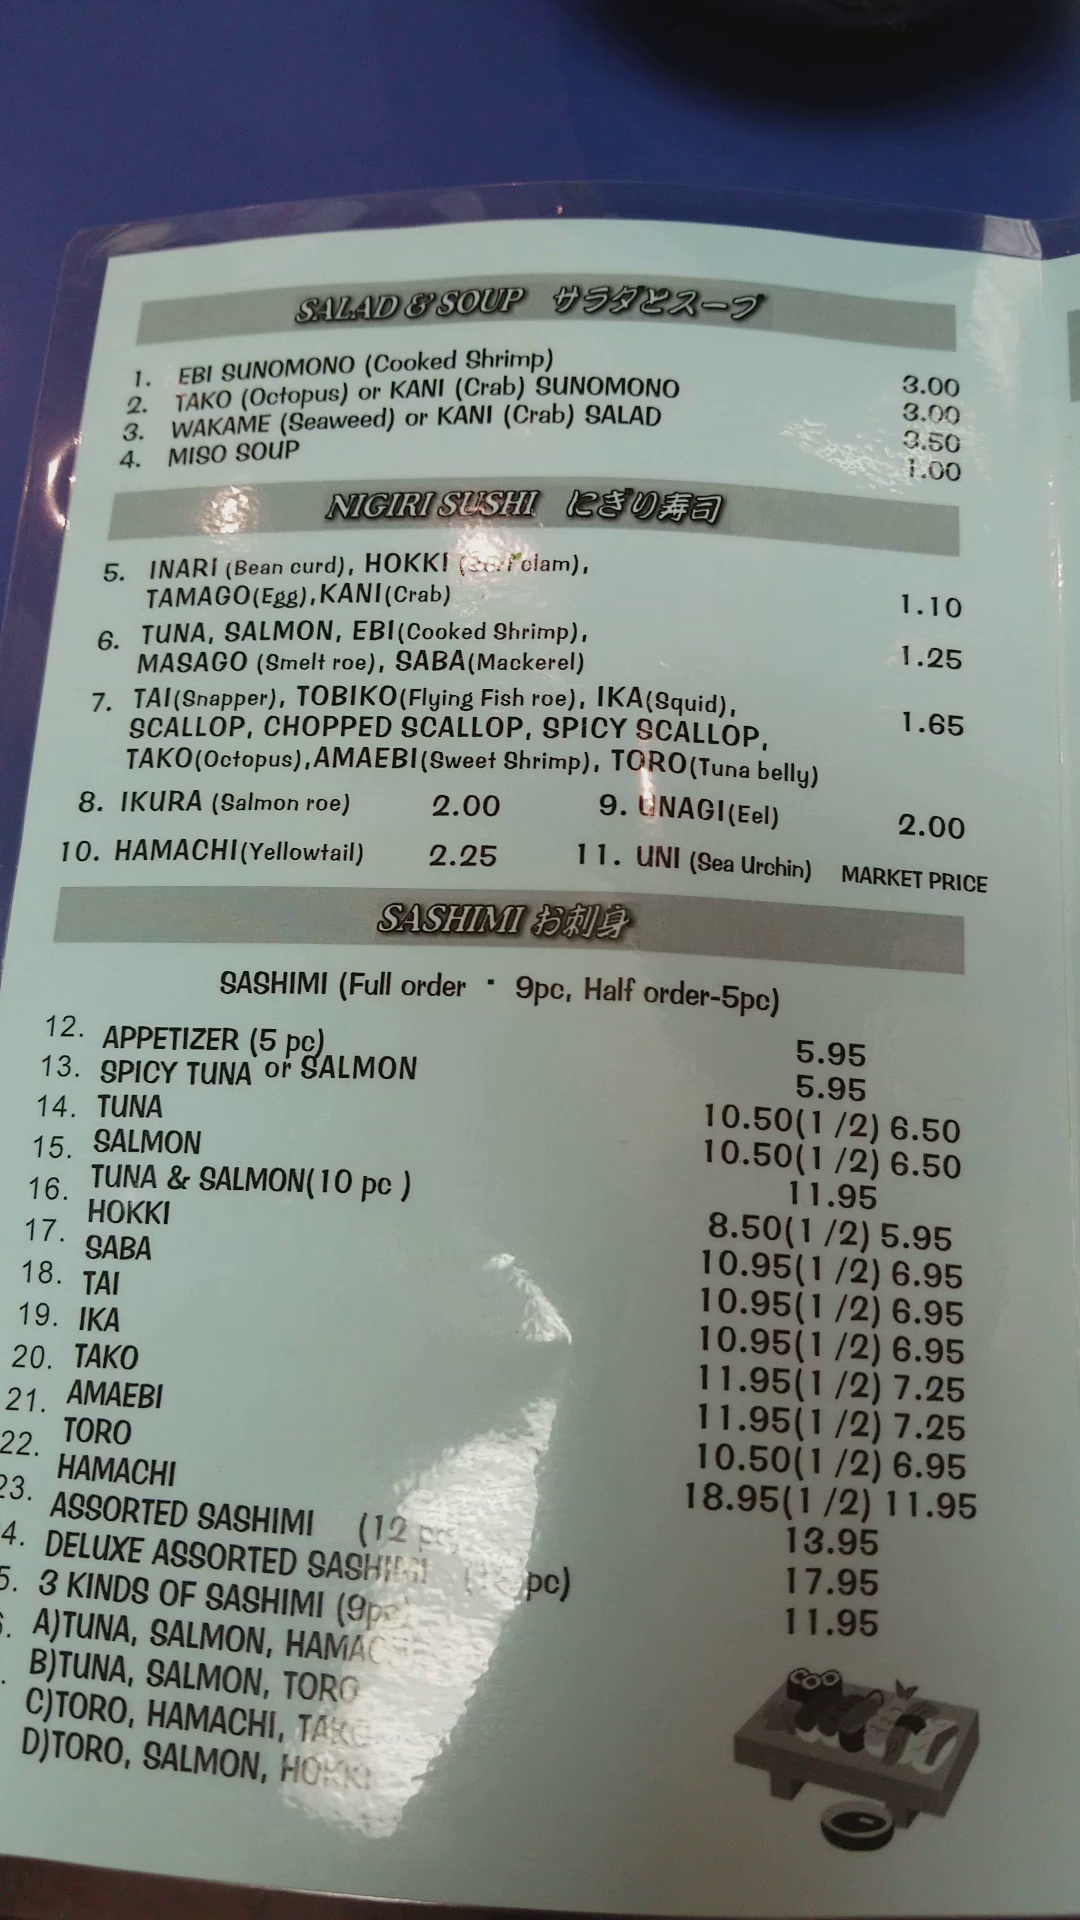 SALAD & SOUP サラダとスープ
1. EBI SUNOMONO (Cooked Shrimp) 3.00
2. TAKO (Octopus) or KANI (Crab) SUNOMONO 3.00
3. WAKAME (Seaweed) or KANI (Crab) SALAD 3.50
4. MISO SOUP 1.00
NIGIRI SUSHI にぎり寿司
5. INARI (Bean curd), HOKKI clam),
TAMAGO(Egg),KANI(Crab) 1.10
6. TUNA, SALMON, EBI(Cooked Shrimp),
MASAGO (Smelt roe), SABA(Mackerel) 1.25
7. TAI(Snapper), TOBIKO(Flying Fish roe), IKA(Squid),
SCALLOP, CHOPPED SCALLOP, SPICY SCALLOP, 1.65
TAKO(Octopus),AMAEBI(Sweet Shrimp), TORO(Tuna belly)
8. IKURA (Salmon roe) 2.00 9. UNAGI(Eel) 2.00
10. HAMACHI(Yellowtail) 2.25 11. UNI (Sea Urchin) MARKET PRICE
SASHIMI お刺身
SASHIMI (Full order ・ 9pc, Half order-5pc)
12. APPETIZER (5 pc) 5.95
13. SPICY TUNA or SALMON 5.95
14. TUNA 10.50(1 /2) 6.50
15. SALMON 10.50(1 /2) 6.50
16. TUNA & SALMON(10 pc ) 11.95
17. HOKKI 8.50(1 /2) 5.95
18. SABA 10.95(1 /2) 6.95
19. TAI 10.95(1 /2) 6.95
20. IKA 10.95(1 /2) 6.95
21. TAKO 11.95(1 /2) 7.25
22. AMAEBI 11.95(1 /2) 7.25
23. TORO 10.50(1 /2) 6.95
4. HAMACHI 18.95(1 /2) 11.95
5. ASSORTED SASHIMI (12 13.95
DELUXE ASSORTED SASHIMI pc) 17.95
3 KINDS OF SASHIMI (9pc) 11.95
A)TUNA, SALMON, HAMACHI
B)TUNA, SALMON, TORO
C)TORO, HAMACHI, TAKO
D)TORO, SALMON, HOKKI